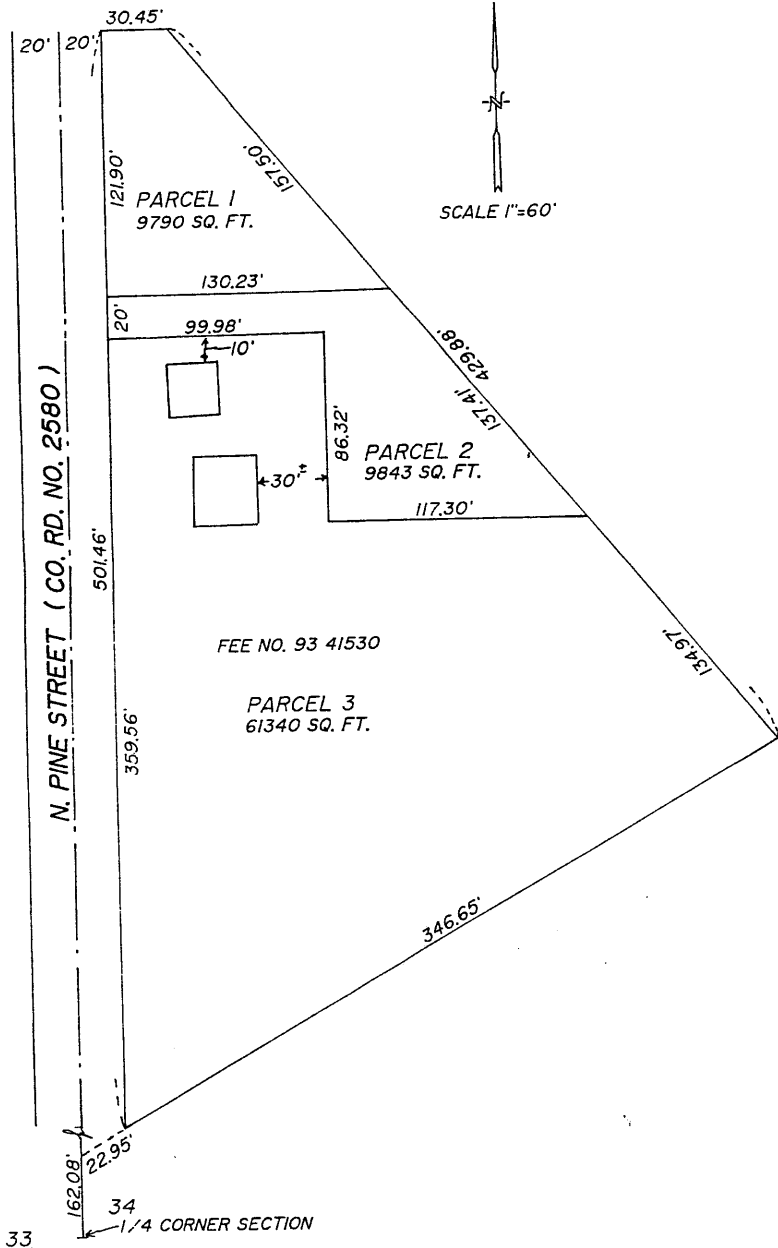 30.45'
20'
20'
121.90'
157.50'
PARCEL 1
9790 SQ. FT.
SCALE 1"=60'
130.23'
20'
99.98'
10'
429.88'
137.41'
86.32'
PARCEL 2
9843 SQ. FT.
30'±
117.30'
N. PINE STREET ( CO. RD. NO. 2580 )
501.46'
FEE NO. 93 41530
134.97'
PARCEL 3
61340 SQ. FT.
359.56'
346.65'
22.95'
162.08'
34
1/4 CORNER SECTION
33
N